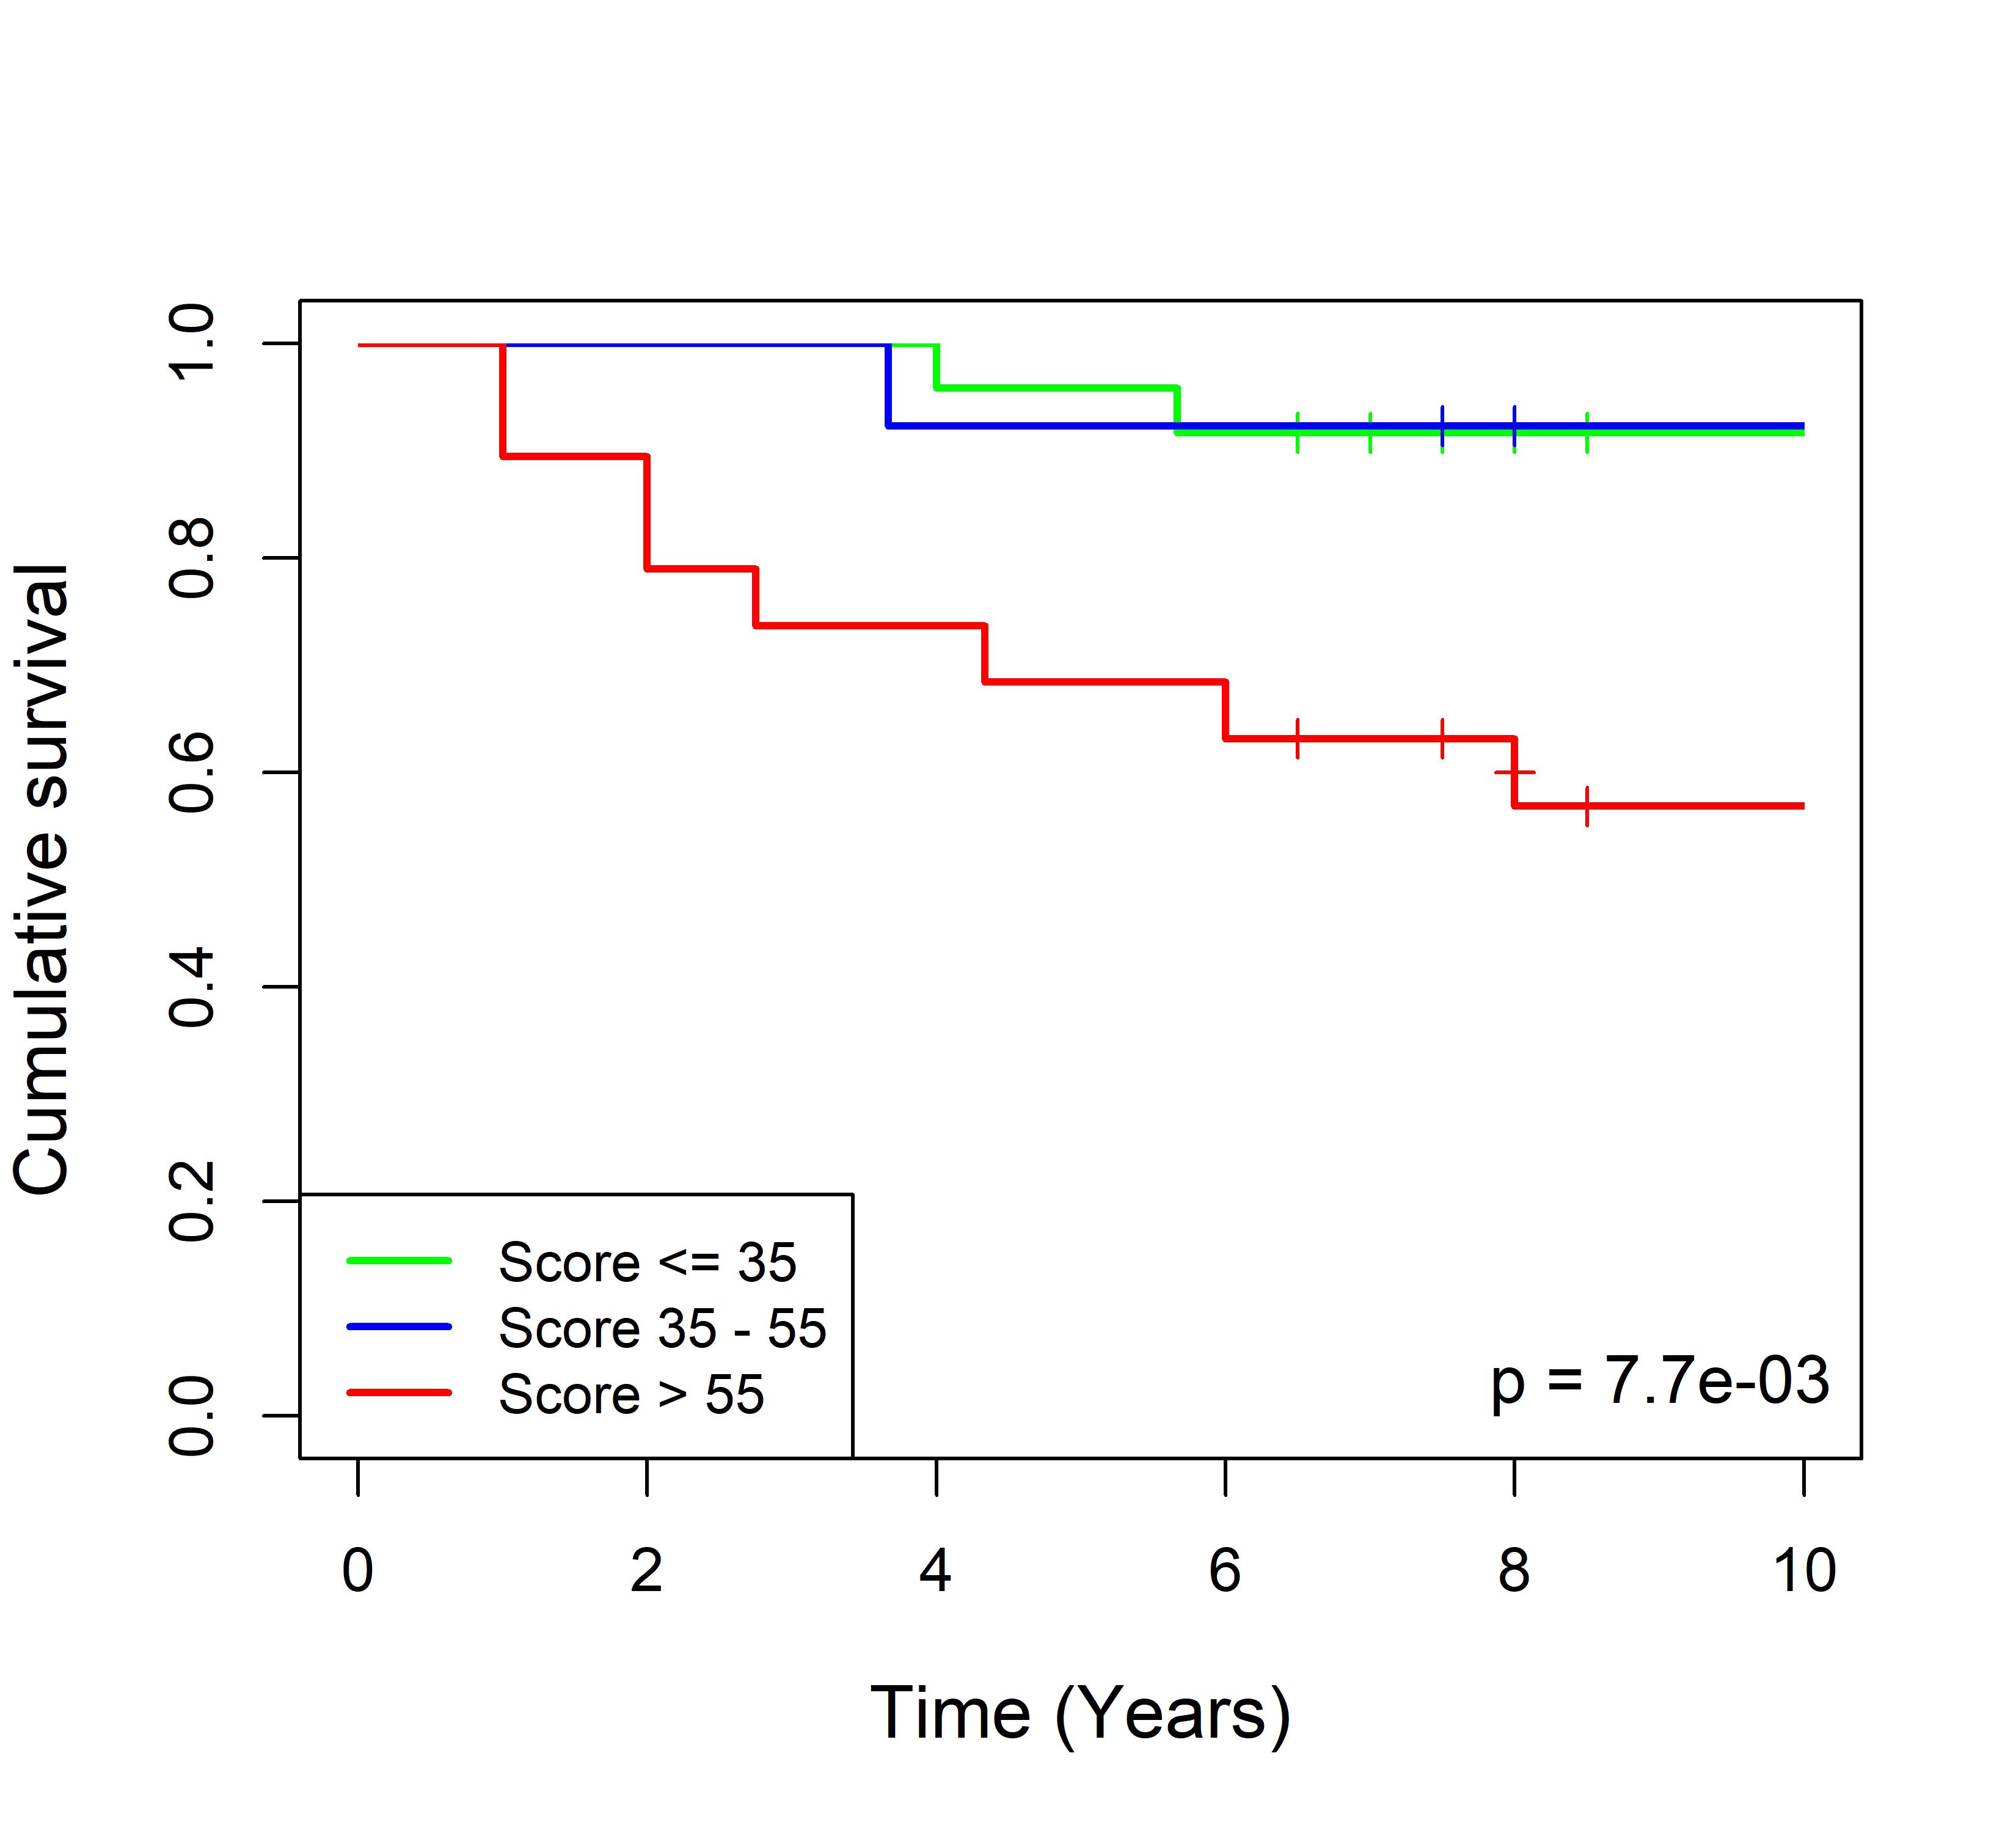 Cumulative survival
1.0
0.8
0.6
0.4
0.2
0.0
Score <= 35
Score 35 - 55
Score > 55
p = 7.7e-03
0 2 4 6 8 10
Time (Years)